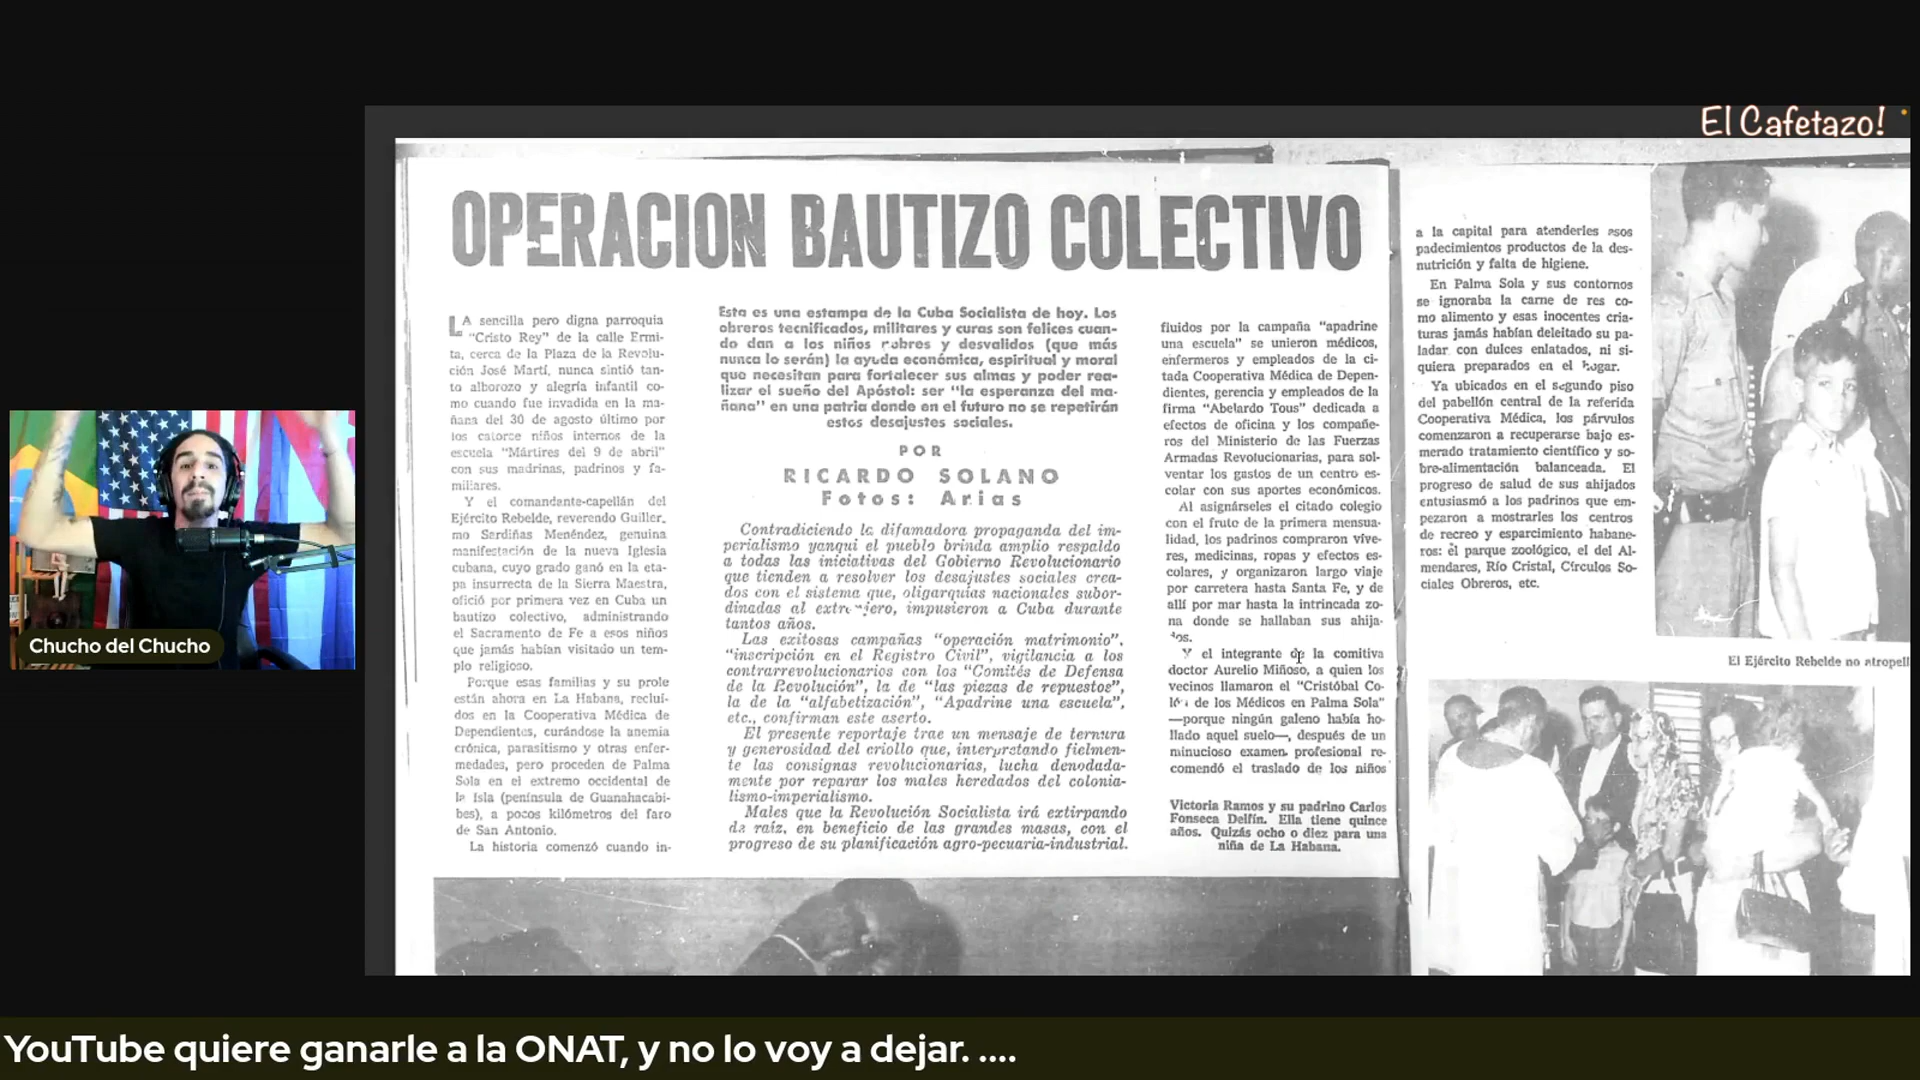 El Cafetazo!
OPERACION BAUTIZO COLECTIVO
LA sencilla pero digna parroquia
"Cristo Rey" de la calle Ermi-
ta, cerca de la Plaza de la Revolu-
ción José Martí, nunca sintió tan-
to alborozo y alegría infantil co-
mo cuando fue invadida en la ma-
ñana del 30 de agosto último por
los catorce niños internos de la
escuela "Mártires del 9 de abril"
con sus madrinas, padrinos y fa-
miliares.
Y el comandante-capellán del
Ejército Rebelde, reverendo Guiller.
mo Sardiñas Menéndez, genuina
manifestación de la nueva Iglesia
cubana, cuyo grado ganó en la eta-
pa insurrecta de la Sierra Maestra,
ofició por primera vez en Cuba un
bautizo colectivo, administrando
el Sacramento de Fe a esos niños
que jamás habían visitado un tem-
plo religioso.
Porque esas familias y su prole
están ahora en La Habana, reclui-
dos en la Cooperativa Médica de
Dependientes, curándose la anemia
crónica, parasitismo y otras enfer-
medades, pero proceden de Palma
Sola en el extremo occidental de
la Isla (península de Guanahacabi-
bes), a pocos kilómetros del faro
de San Antonio.
La historia comenzó cuando in-
Esta es una estampa de la Cuba Socialista de hoy. Los
obreros tecnificados, militares y curas son felices cuan-
do dan a los niños pobres y desvalidos (que más
nunca lo serán) la ayuda económica, espiritual y moral
que necesitan para fortalecer sus almas y poder rea-
lizar el sueño del Apóstol: ser "la esperanza del ma-
ñana" en una patria donde en el futuro no se repetirán
estos desajustes sociales.
POR
RICARDO SOLANO
Fotos: Arias
Contradiciendo la difamadora propaganda del im-
perialismo yanqui el pueblo brinda amplio respaldo
a todas las iniciativas del Gobierno Revolucionario
que tienden a resolver los desajustes sociales crea-
dos con el sistema que, oligarquías nacionales subor-
dinadas al extranjero, impusieron a Cuba durante
tantos años.
Las exitosas campañas "operación matrimonio",
"inscripción en el Registro Civil", vigilancia a los
contrarrevolucionarios con los "Comités de Defensa
de la Revolución", la de "las piezas de repuestos",
la de la "alfabetización", "Apadrine una escuela",
etc., confirman este aserto.
El presente reportaje trae un mensaje de ternura
y generosidad del criollo que, interpretando fielmen-
te las consignas revolucionarias, lucha denodada-
mente por reparar los males heredados del colonia-
lismo-imperialismo.
Males que la Revolución Socialista irá extirpando
de raíz, en beneficio de las grandes masas, con el
progreso de su planificación agro-pecuaria-industrial.
fluidos por la campaña "apadrine
una escuela" se unieron médicos,
enfermeros y empleados de la ci-
tada Cooperativa Médica de Depen-
dientes, gerencia y empleados de la
firma "Abelardo Tous" dedicada a
efectos de oficina y los compañe-
ros del Ministerio de las Fuerzas
Armadas Revolucionarias, para sol-
ventar los gastos de un centro es-
colar con sus aportes económicos.
Al asignárseles el citado colegio
con el fruto de la primera mensua-
lidad, los padrinos compraron víve-
res, medicinas, ropas y efectos es-
colares, y organizaron largo viaje
por carretera hasta Santa Fe, y de
allí por mar hasta la intrincada zo-
na donde se hallaban sus ahija-
dos.
Y el integrante de la comitiva
doctor Aurelio Miñoso, a quien los
vecinos llamaron el "Cristóbal Co-
lón de los Médicos en Palma Sola"
—porque ningún galeno había ho-
llado aquel suelo—, después de un
minucioso examen profesional re-
comendó el traslado de los niños
Victoria Ramos y su padrino Carlos
Fonseca Delfín. Ella tiene quince
años. Quizás ocho o diez para una
niña de La Habana.
a la capital para atenderles esos
padecimientos productos de la des-
nutrición y falta de higiene.
En Palma Sola y sus contornos
se ignoraba la carne de res co-
mo alimento y esas inocentes cria-
turas jamás habían deleitado su pa-
ladar con dulces enlatados, ni si-
quiera preparados en el hogar.
Ya ubicados en el segundo piso
del pabellón central de la referida
Cooperativa Médica, los párvulos
comenzaron a recuperarse bajo es-
merado tratamiento científico y so-
bre-alimentación balanceada. El
progreso de salud de sus ahijados
entusiasmó a los padrinos que em-
pezaron a mostrarles los centros
de recreo y esparcimiento habane-
ros: el parque zoológico, el del Al-
mendares, Río Cristal, Círculos So-
ciales Obreros, etc.
El Ejército Rebelde no atropell
Chucho del Chucho
YouTube quiere ganarle a la ONAT, y no lo voy a dejar. ....